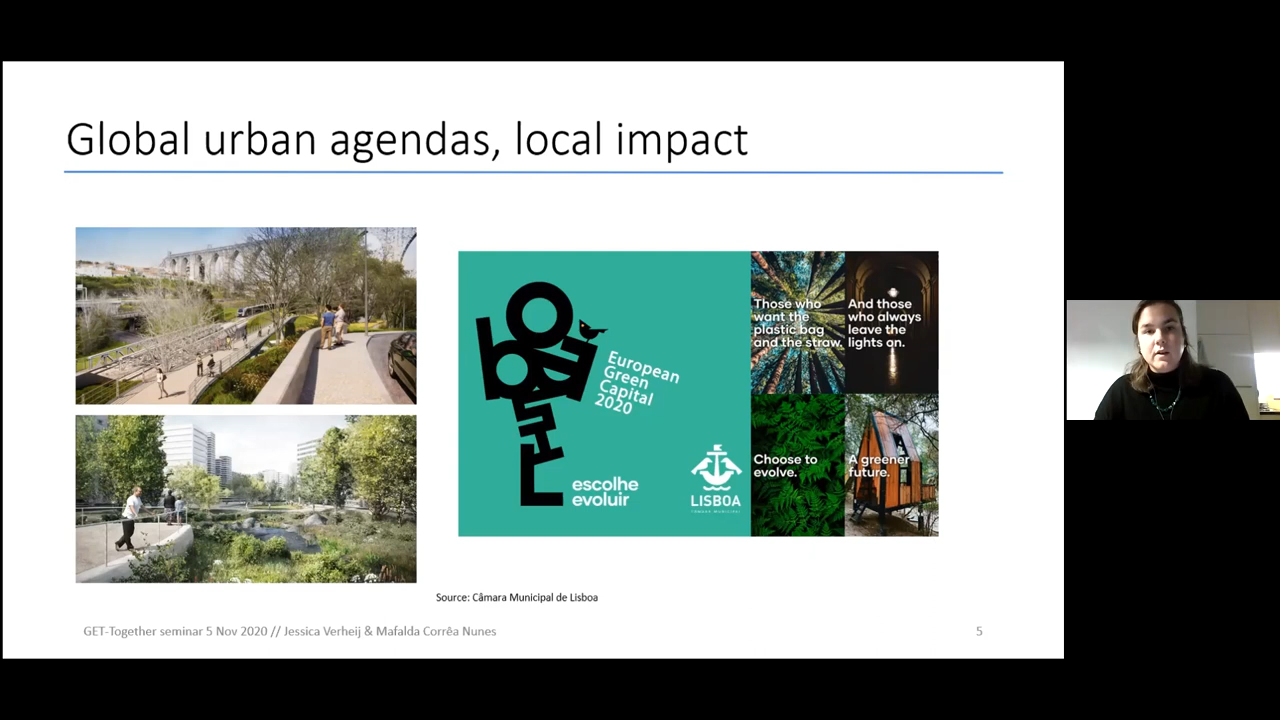 Global urban agendas, local impact
LISBOA
European
Green
Capital
2020
escolhe
evoluir
LISBOA
CÂMARA MUNICIPAL
Those who
want the
plastic bag
and the straw.
And those
who always
leave the
lights on.
Choose to
evolve.
A greener
future.
Source: Câmara Municipal de Lisboa
GET-Together seminar 5 Nov 2020 // Jessica Verheij & Mafalda Corrêa Nunes
5